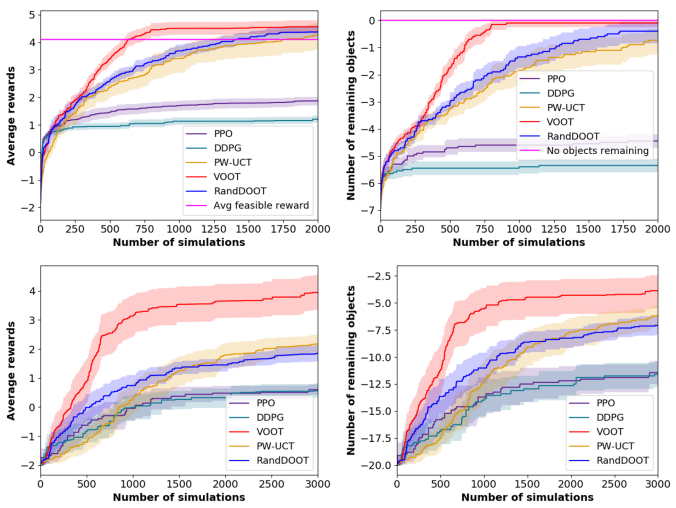 5
4
3
2
1
0
−1
−2
Average rewards
0 250 500 750 1000 1250 1500 1750 2000
Number of simulations
PPO
DDPG
PW-UCT
VOOT
RandDOOT
Avg feasible reward
0
−1
−2
−3
−4
−5
−6
−7
Number of remaining objects
0 250 500 750 1000 1250 1500 1750 2000
Number of simulations
PPO
DDPG
PW-UCT
VOOT
RandDOOT
No objects remaining
4
3
2
1
0
−1
−2
Average rewards
0 500 1000 1500 2000 2500 3000
Number of simulations
PPO
DDPG
VOOT
PW-UCT
RandDOOT
−2.5
−5.0
−7.5
−10.0
−12.5
−15.0
−17.5
−20.0
Number of remaining objects
0 500 1000 1500 2000 2500 3000
Number of simulations
PPO
DDPG
VOOT
PW-UCT
RandDOOT